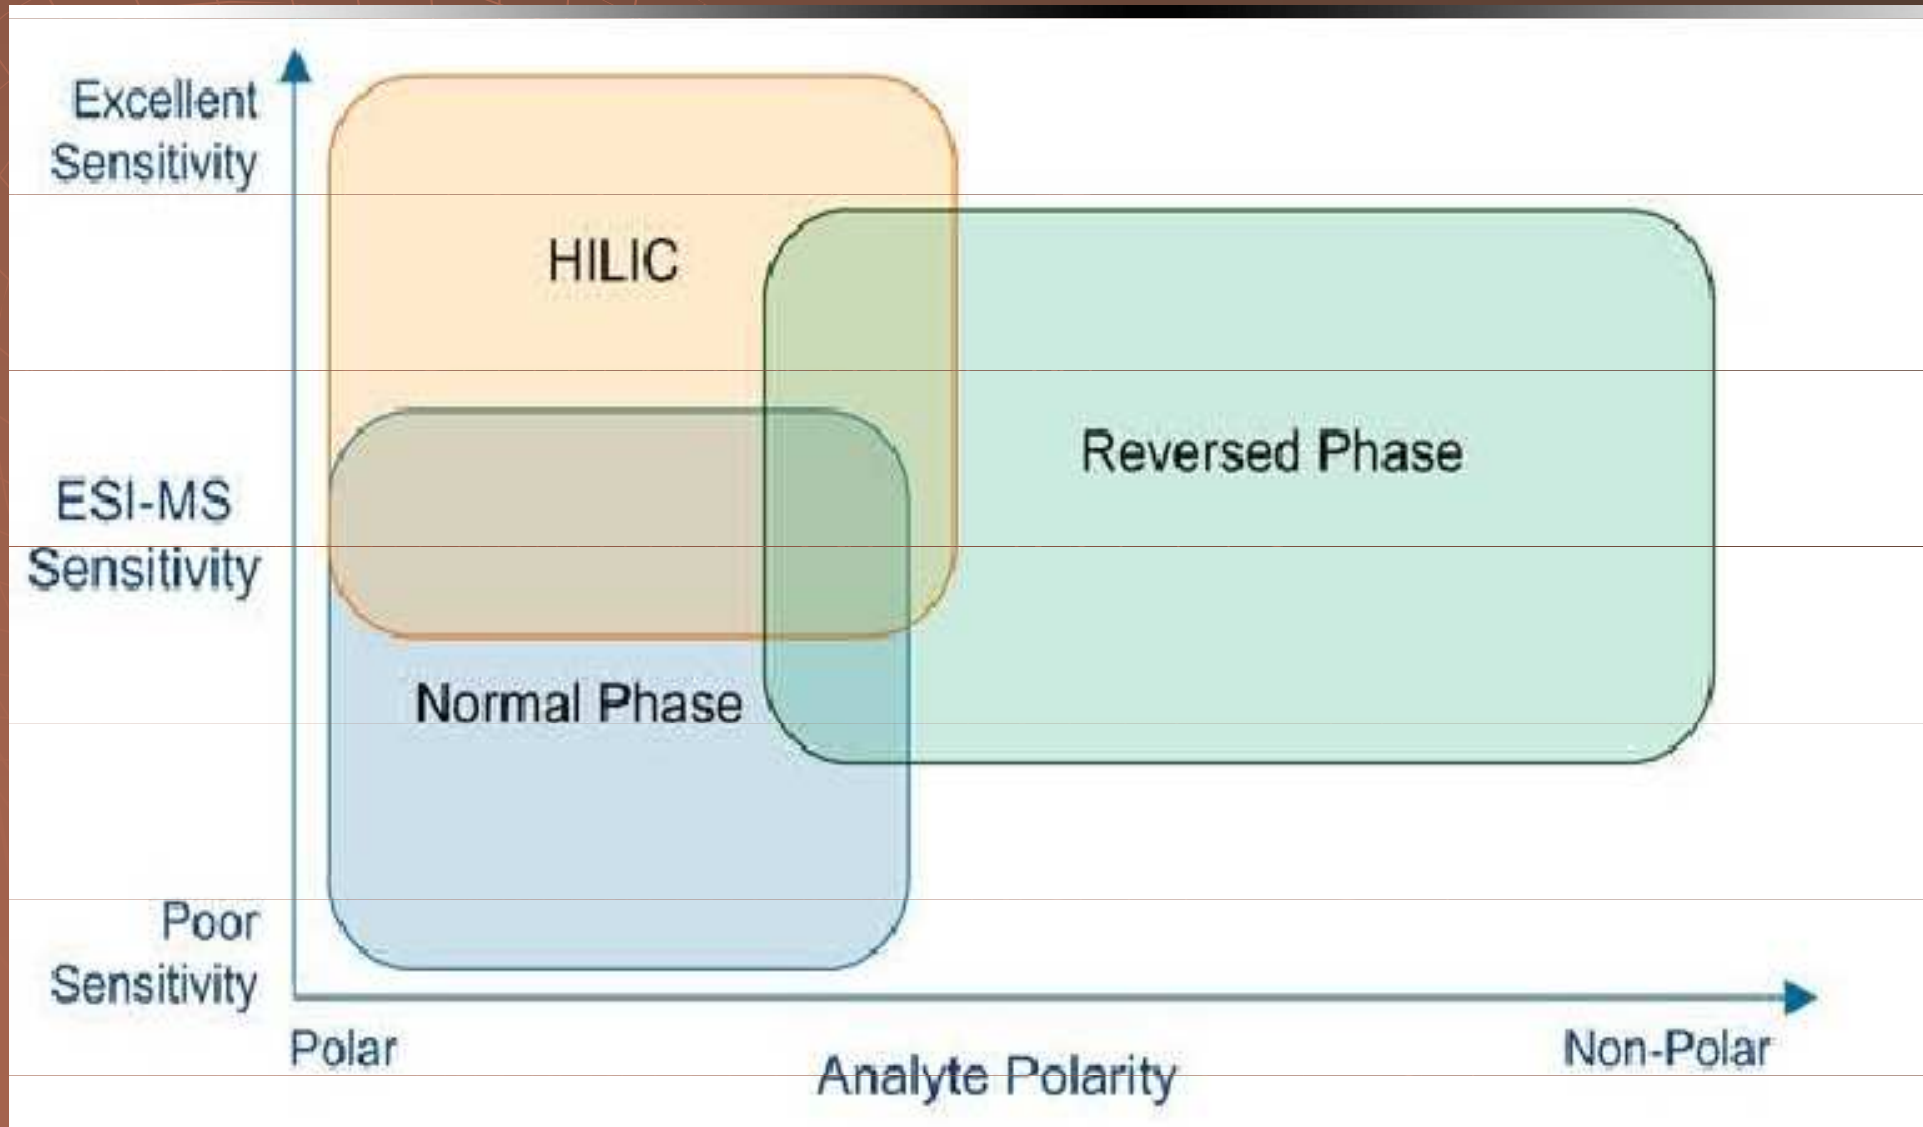 Excellent
Sensitivity
HILIC
Reversed Phase
ESI-MS
Sensitivity
Normal Phase
Poor
Sensitivity
Polar
Non-Polar
Analyte Polarity